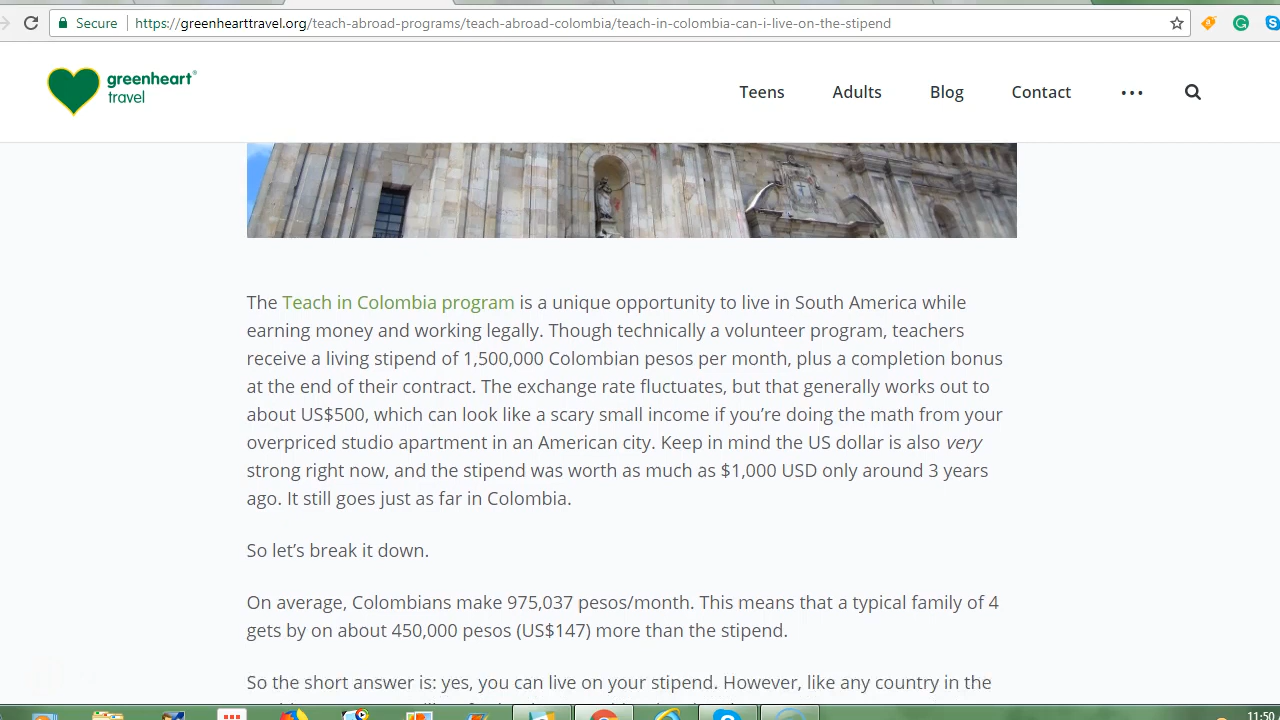 Secure https://greenhearttravel.org/teach-abroad-programs/teach-abroad-colombia/teach-in-colombia-can-i-live-on-the-stipend
greenheart®
travel
Teens Adults Blog Contact
The Teach in Colombia program is a unique opportunity to live in South America while
earning money and working legally. Though technically a volunteer program, teachers
receive a living stipend of 1,500,000 Colombian pesos per month, plus a completion bonus
at the end of their contract. The exchange rate fluctuates, but that generally works out to
about US$500, which can look like a scary small income if you’re doing the math from your
overpriced studio apartment in an American city. Keep in mind the US dollar is also very
strong right now, and the stipend was worth as much as $1,000 USD only around 3 years
ago. It still goes just as far in Colombia.
So let’s break it down.
On average, Colombians make 975,037 pesos/month. This means that a typical family of 4
gets by on about 450,000 pesos (US$147) more than the stipend.
So the short answer is: yes, you can live on your stipend. However, like any country in the
11:50